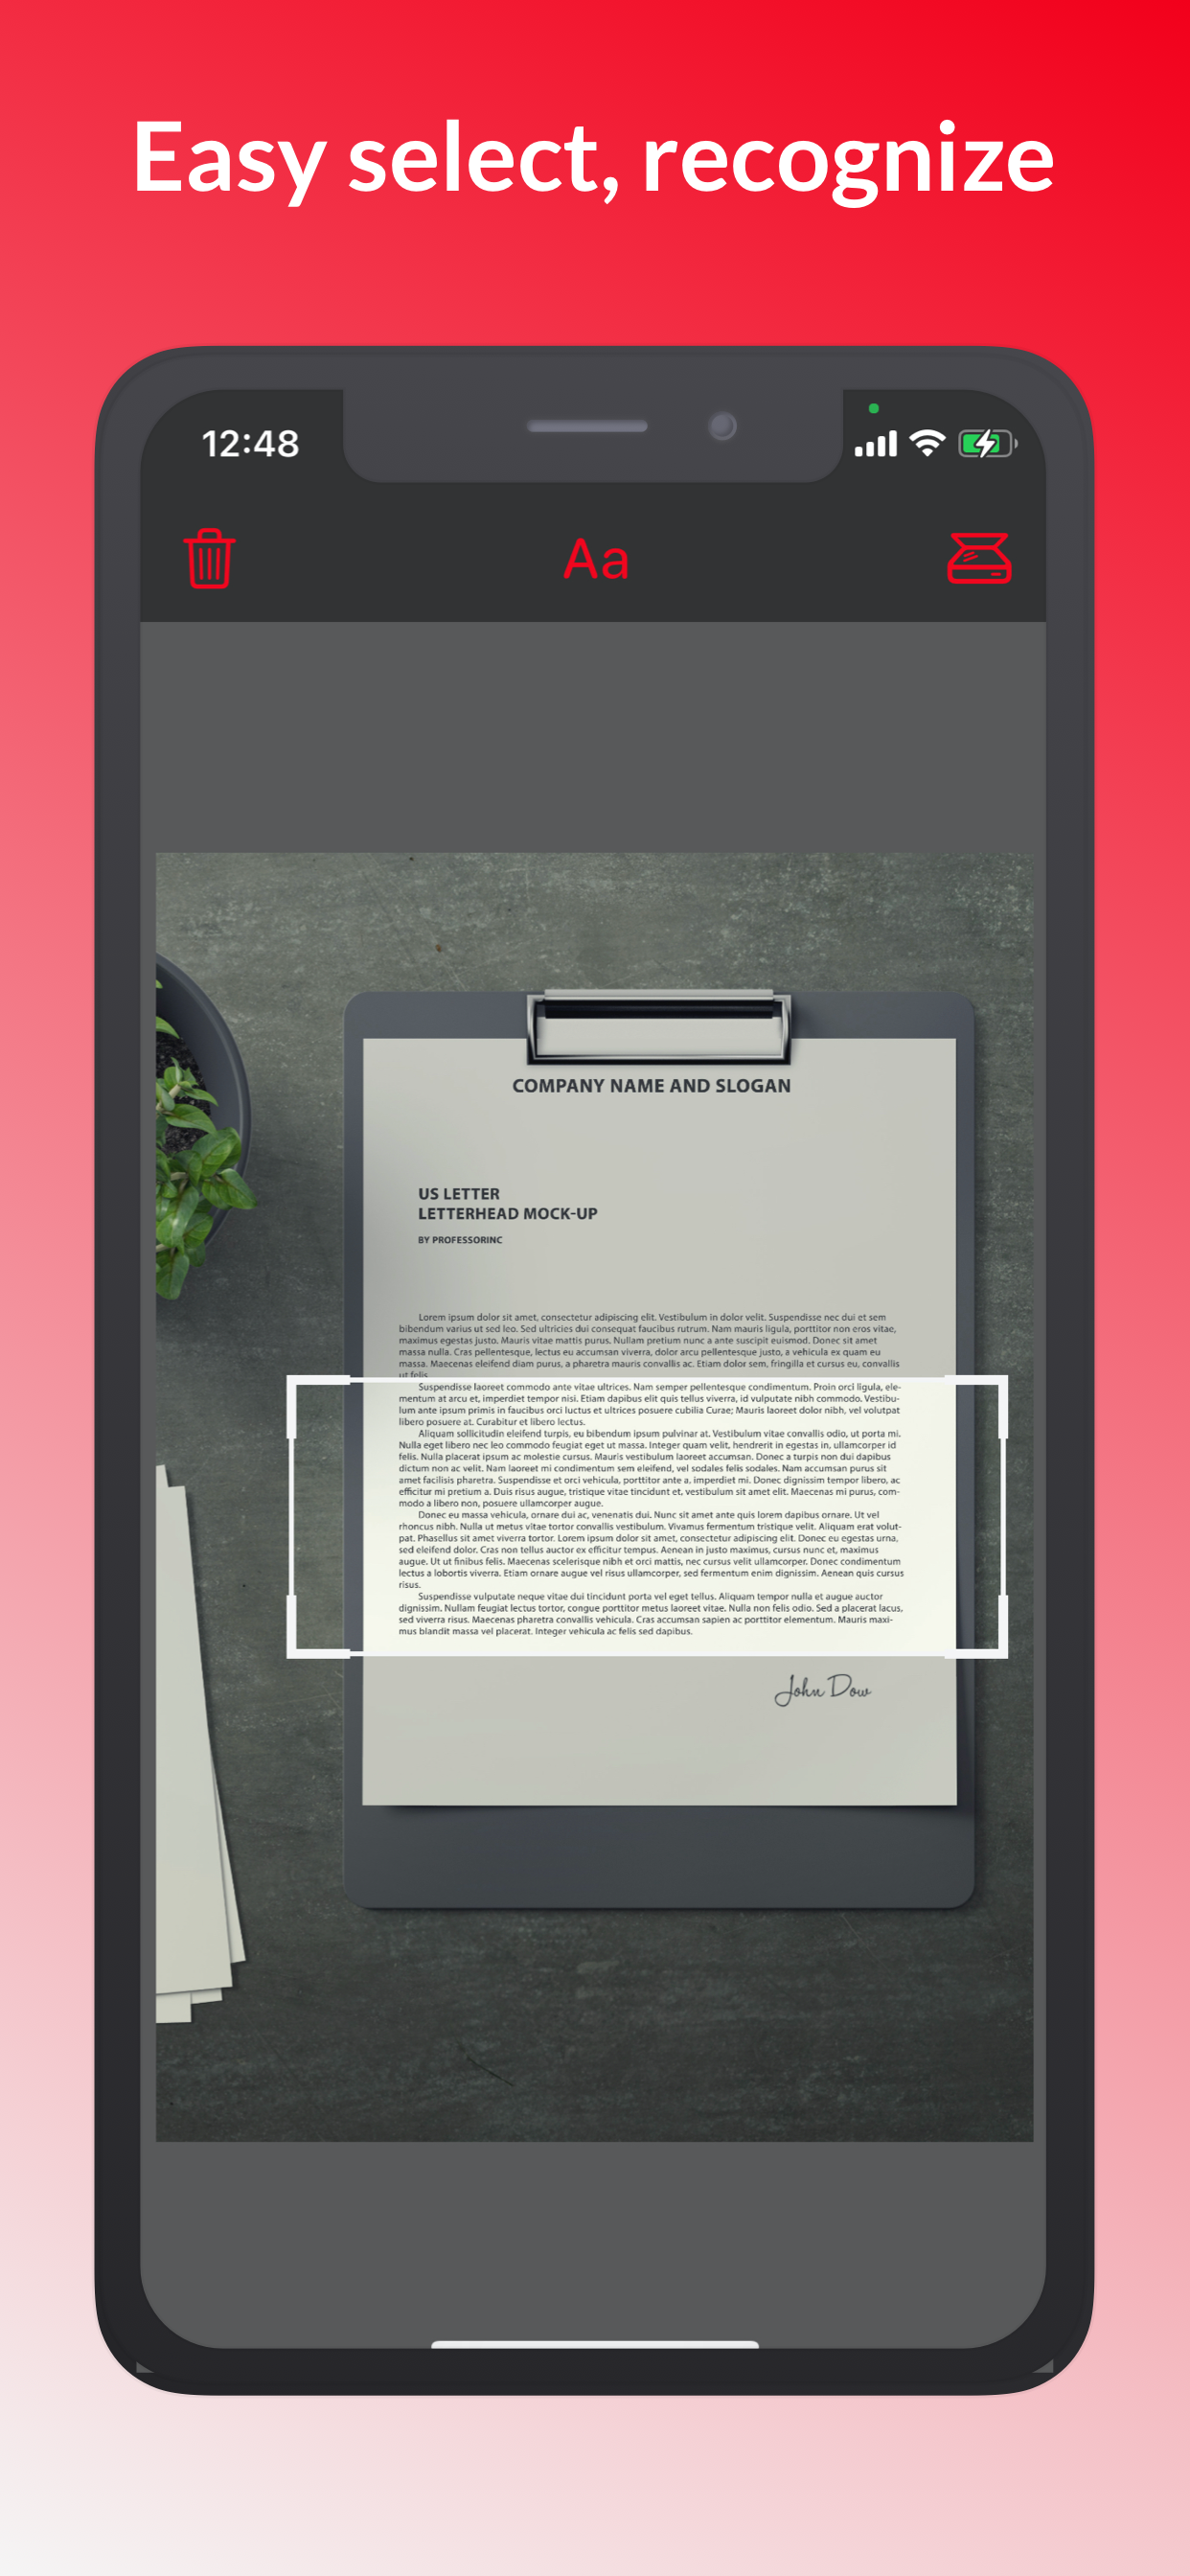 Easy select, recognize
12:48
Aa
COMPANY NAME AND SLOGAN
US LETTER
LETTERHEAD MOCK-UP
BY PROFESSORINC
Lorem ipsum dolor sit amet, consectetur adipiscing elit. Vestibulum in dolor velit. Suspendisse nec dui et sem
bibendum varius ut sed leo. Sed ultricies dui consequat faucibus rutrum. Nam mauris ligula, porttitor non eros vitae,
maximus egestas justo. Mauris vitae mattis purus. Nullam pretium nunc a ante suscipit euismod. Donec sit amet
massa nulla. Cras pellentesque, lectus eu accumsan viverra, dolor arcu pellentesque justo, a vehicula ex quam eu
massa. Maecenas eleifend diam purus, a pharetra mauris convallis ac. Etiam dolor sem, fringilla et cursus eu, convallis
ut felis.
Suspendisse laoreet commodo ante vitae ultrices. Nam semper pellentesque condimentum. Proin orci ligula, ele-
mentum at arcu et, imperdiet tempor nisi. Etiam dapibus elit quis tellus viverra, id vulputate nibh commodo. Vestibu-
lum ante ipsum primis in faucibus orci luctus et ultrices posuere cubilia Curae; Mauris laoreet dolor nibh, vel volutpat
libero posuere at. Curabitur et libero lectus.
Aliquam sollicitudin eleifend turpis, eu bibendum ipsum pulvinar at. Vestibulum vitae convallis odio, ut porta mi.
Nulla eget libero nec leo commodo feugiat eget ut massa. Integer quam velit, hendrerit in egestas in, ullamcorper id
felis. Nulla placerat ipsum ac molestie cursus. Mauris vestibulum laoreet accumsan. Donec a turpis non dui dapibus
dictum non ac velit. Nam laoreet mi condimentum sem eleifend, vel sodales felis sodales. Nam accumsan purus sit
amet facilisis pharetra. Suspendisse et orci vehicula, porttitor ante a, imperdiet mi. Donec dignissim tempor libero, ac
efficitur mi pretium a. Duis risus augue, tristique vitae tincidunt et, vestibulum sit amet elit. Maecenas mi purus, com-
modo a libero non, posuere ullamcorper augue.
Donec eu massa vehicula, ornare dui ac, venenatis dui. Nunc sit amet ante quis lorem dapibus ornare. Ut vel
rhoncus nibh. Nulla ut metus vitae tortor convallis vestibulum. Vivamus fermentum tristique velit. Aliquam erat volut-
pat. Phasellus sit amet viverra tortor. Lorem ipsum dolor sit amet, consectetur adipiscing elit. Donec eu egestas urna,
sed eleifend dolor. Cras non tellus auctor ex efficitur tempus. Aenean in justo maximus, cursus nunc et, maximus
augue. Ut ut finibus felis. Maecenas scelerisque nibh et orci mattis, nec cursus velit ullamcorper. Donec condimentum
lectus a lobortis viverra. Etiam ornare augue vel risus ullamcorper, sed fermentum enim dignissim. Aenean quis cursus
risus.
Suspendisse vulputate neque vitae dui tincidunt porta vel eget tellus. Aliquam tempor nulla et augue auctor
dignissim. Nullam feugiat lectus tortor, congue porttitor metus laoreet vitae. Nulla non felis odio. Sed a placerat lacus,
sed viverra risus. Maecenas pharetra convallis vehicula. Cras accumsan sapien ac porttitor elementum. Mauris maxi-
mus blandit massa vel placerat. Integer vehicula ac felis sed dapibus.
John Dow